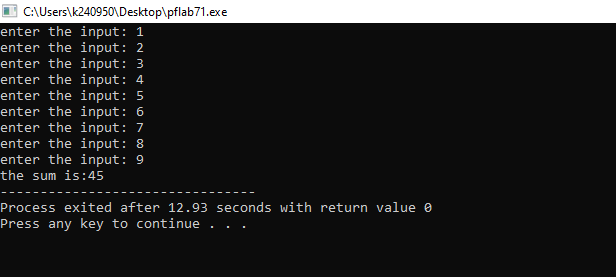 C:\Users\k240950\Desktop\pflab71.exe
enter the input: 1
enter the input: 2
enter the input: 3
enter the input: 4
enter the input: 5
enter the input: 6
enter the input: 7
enter the input: 8
enter the input: 9
the sum is:45
--------------------------------
Process exited after 12.93 seconds with return value 0
Press any key to continue . . .